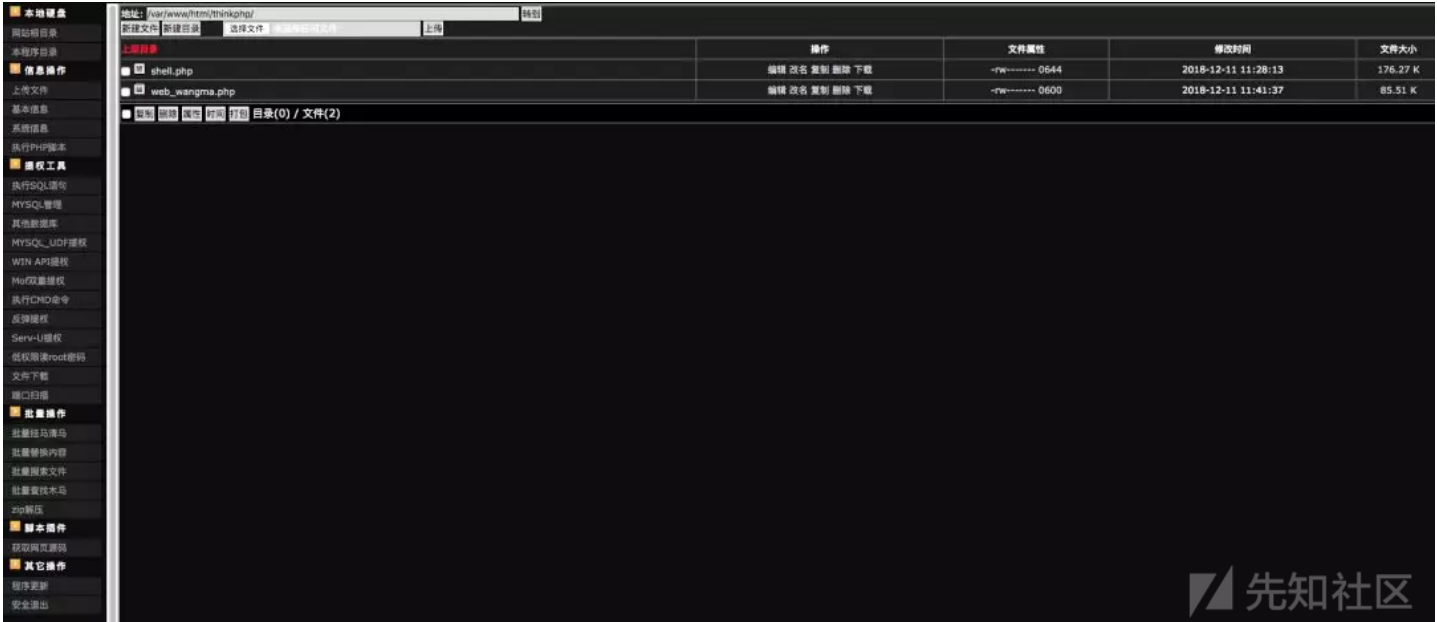 本地硬盘
网站根目录
本程序目录
信息操作
上传文件
基本信息
系统信息
执行PHP脚本
提权工具
执行SQL语句
MYSQL管理
其他数据库
MYSQL_UDF提权
WIN API提权
Mof双重提权
执行CMD命令
反弹提权
Serv-U提权
低权限读root密码
文件下载
端口扫描
批量操作
批量挂马清马
批量替换内容
批量搜索文件
批量查找木马
zip解压
脚本插件
获取网页源码
其它操作
程序更新
安全退出
地址: /var/www/html/thinkphp/ 转到
新建文件 新建目录 选择文件 上传
上级目录 操作 文件属性 修改时间 文件大小
shell.php 编辑 改名 复制 删除 下载 -rw------- 0644 2018-12-11 11:28:13 176.27 K
web_wangma.php 编辑 改名 复制 删除 下载 -rw------- 0600 2018-12-11 11:41:37 85.51 K
复制 删除 属性 时间 打包 目录(0) / 文件(2)
先知社区